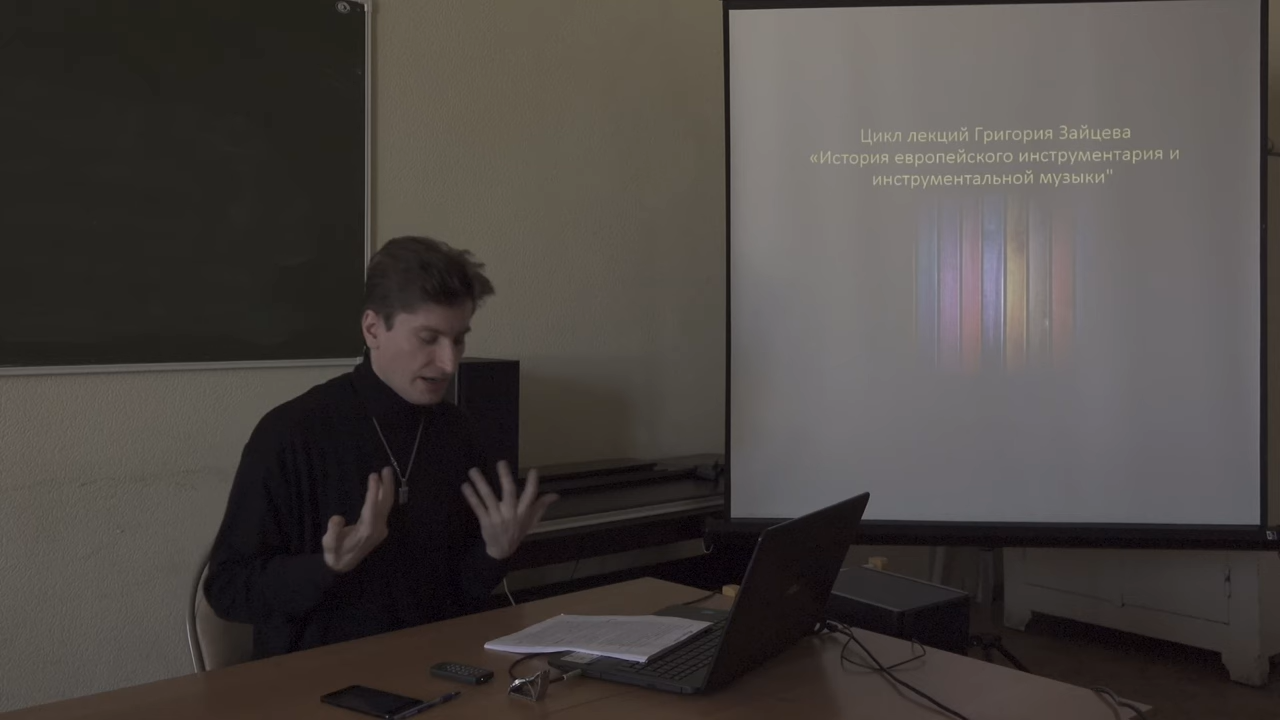 Цикл лекций Григория Зайцева
«История европейского инструментария и
инструментальной музыки"